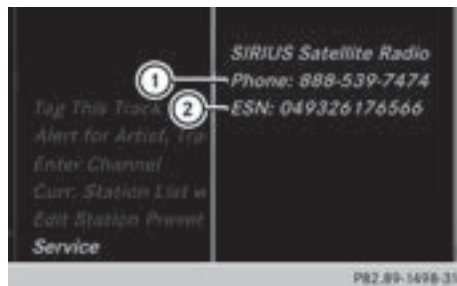 SIRIUS Satellite Radio
1
Phone: 888-539-7474
2
ESN: 049326176566
Tag This Track
Alert for Artist, Tra
Enter Channel
Curr. Station List w
Edit Station Preset
Service
P82.89-1498-31